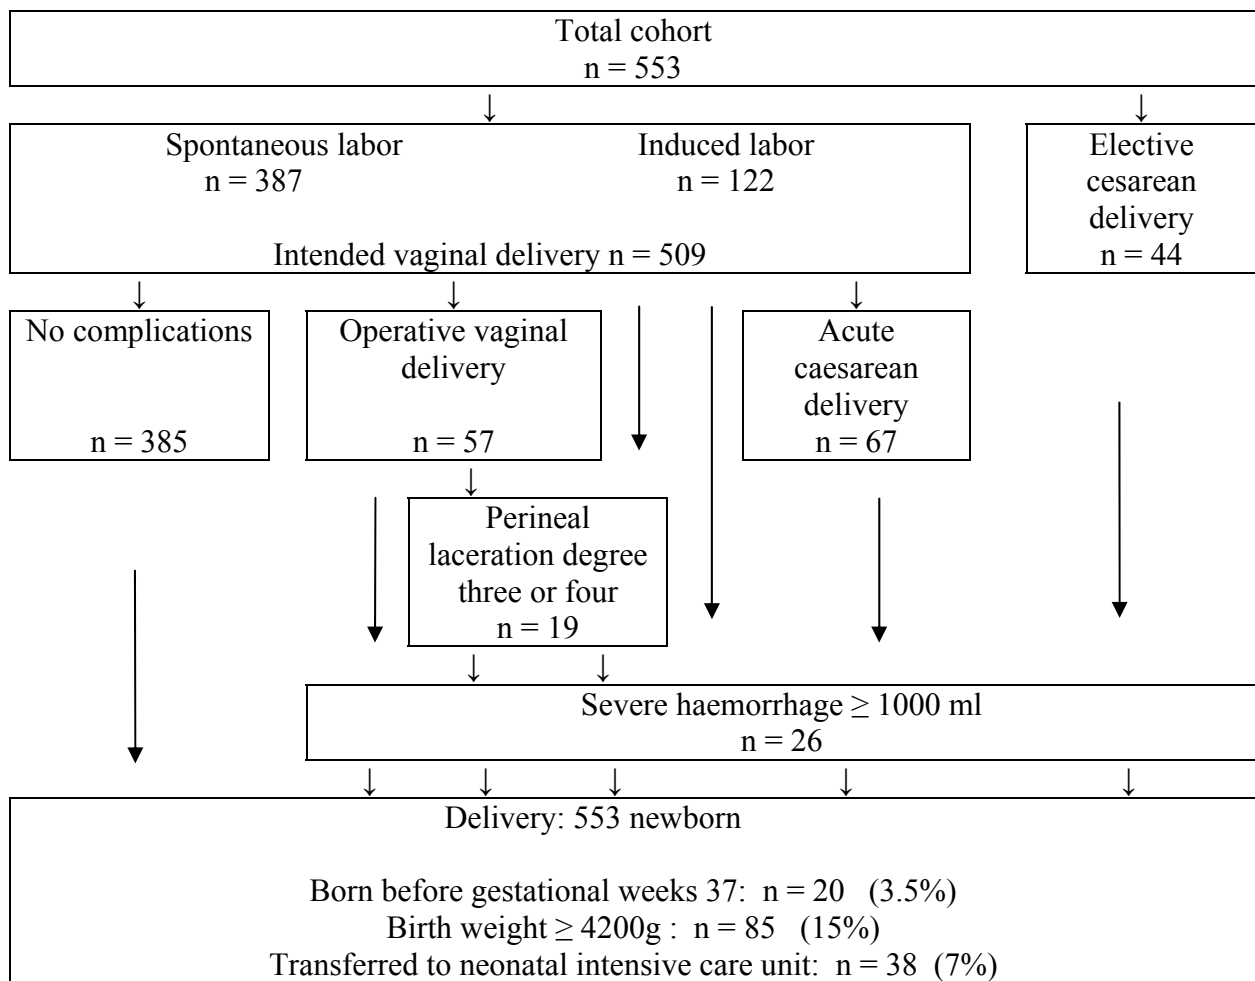 Total cohort
n = 553
↓ ↓
Spontaneous labor Induced labor
n = 387 n = 122
Intended vaginal delivery n = 509
Elective
cesarean
delivery
n = 44
↓ ↓ ↓
No complications
n = 385
Operative vaginal
delivery
n = 57
Acute
caesarean
delivery
n = 67
↓
Perineal
laceration degree
three or four
n = 19
↓ ↓
Severe haemorrhage ≥ 1000 ml
n = 26
↓ ↓ ↓ ↓ ↓
Delivery: 553 newborn
Born before gestational weeks 37: n = 20 (3.5%)
Birth weight ≥ 4200g : n = 85 (15%)
Transferred to neonatal intensive care unit: n = 38 (7%)